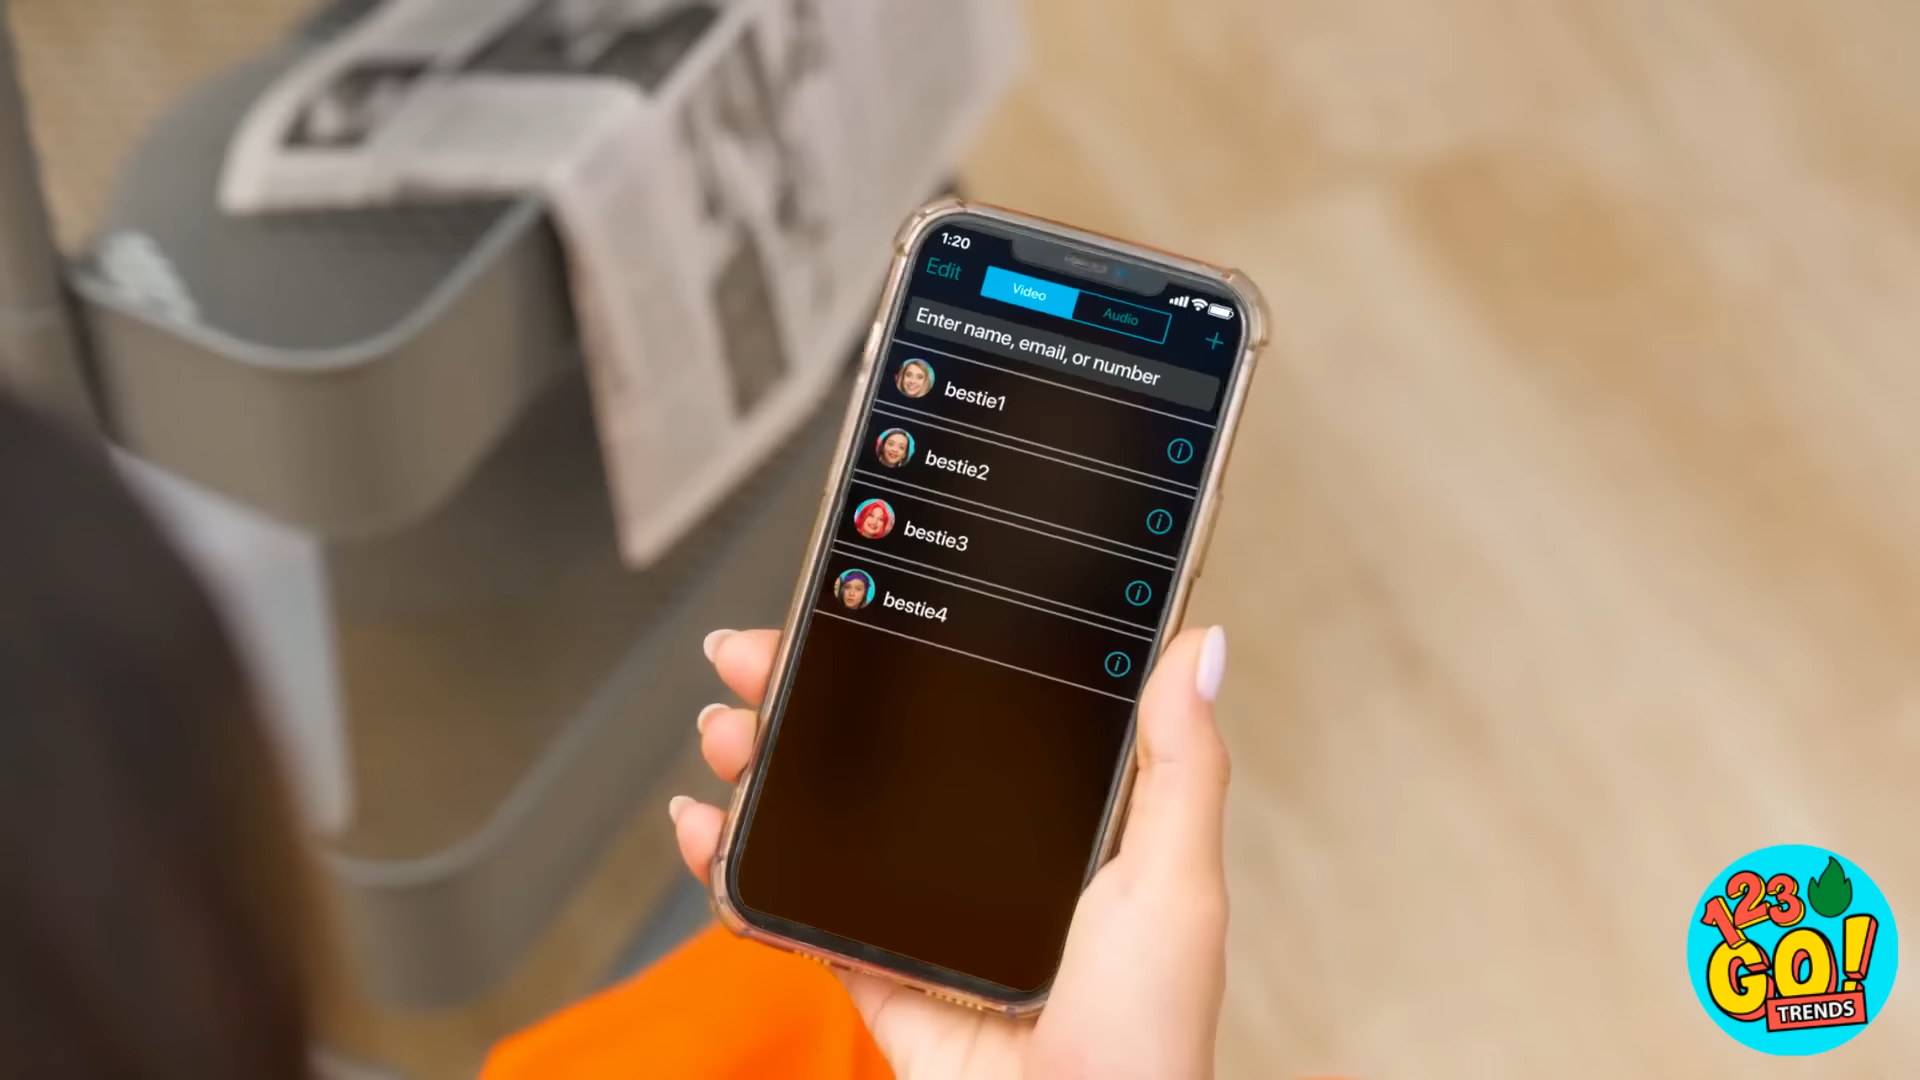 1:20
Edit
Video
Audio
+
Enter name, email, or number
bestie1
bestie2
bestie3
bestie4
123
GO!
TRENDS